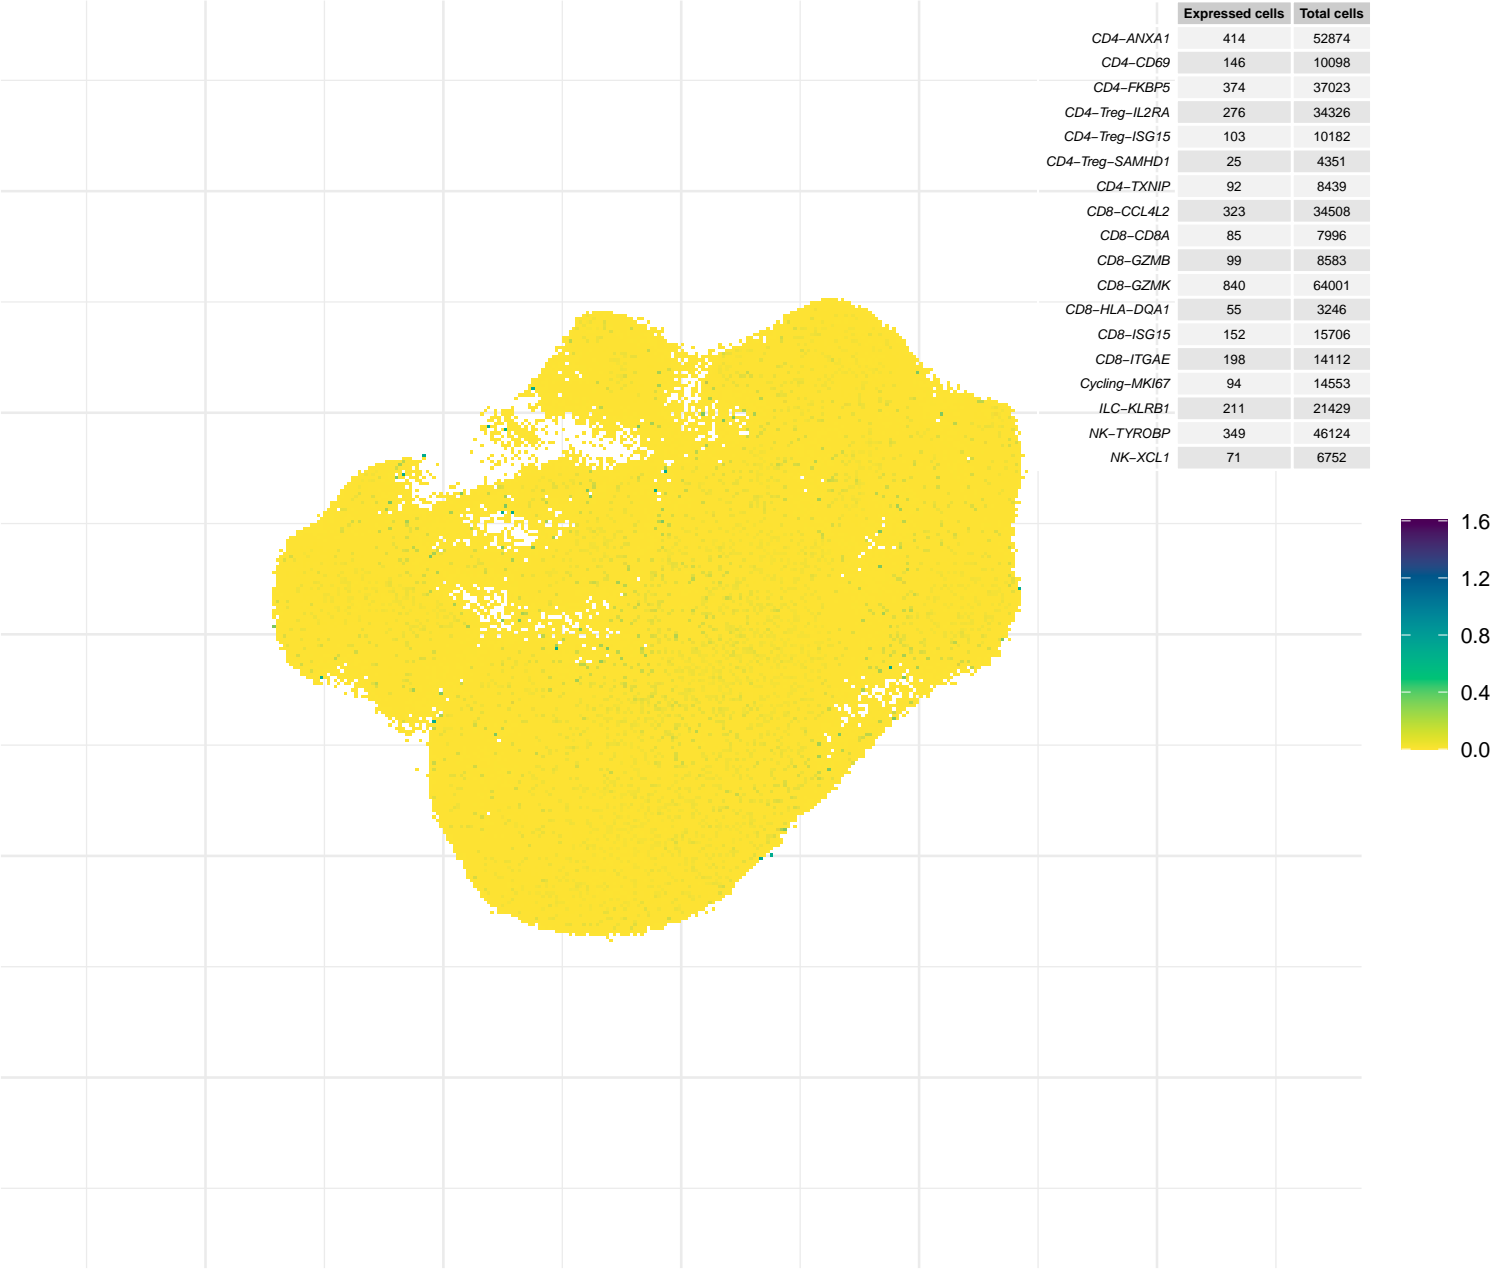 Expressed cells Total cells
CD4−ANXA1 414 52874
CD4−CD69 146 10098
CD4−FKBP5 374 37023
CD4−Treg−IL2RA 276 34326
CD4−Treg−ISG15 103 10182
CD4−Treg−SAMHD1 25 4351
CD4−TXNIP 92 8439
CD8−CCL4L2 323 34508
CD8−CD8A 85 7996
CD8−GZMB 99 8583
CD8−GZMK 840 64001
CD8−HLA−DQA1 55 3246
CD8−ISG15 152 15706
CD8−ITGAE 198 14112
Cycling−MKI67 94 14553
ILC−KLRB1 211 21429
NK−TYROBP 349 46124
NK−XCL1 71 6752
1.6
1.2
0.8
0.4
0.0